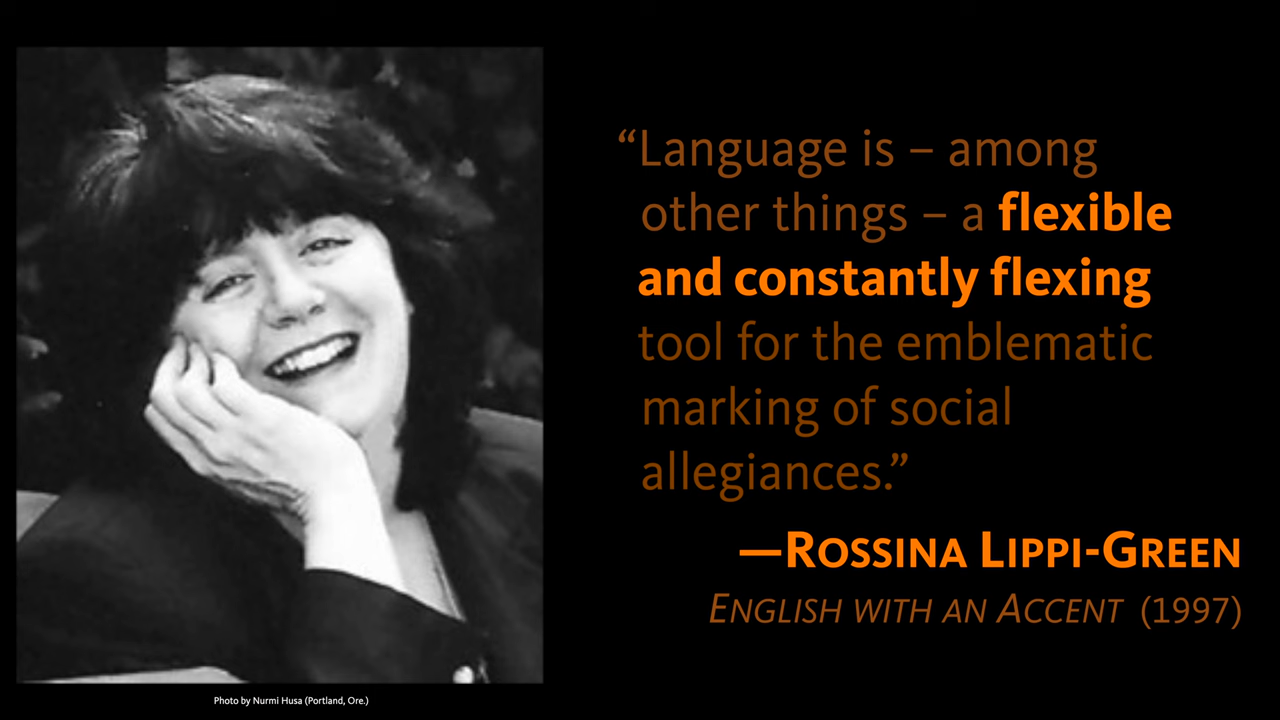 “Language is – among
other things – a flexible
and constantly flexing
tool for the emblematic
marking of social
allegiances.”
—ROSSINA LIPPI-GREEN
ENGLISH WITH AN ACCENT (1997)
Photo by Nurmi Husa (Portland, Ore.)